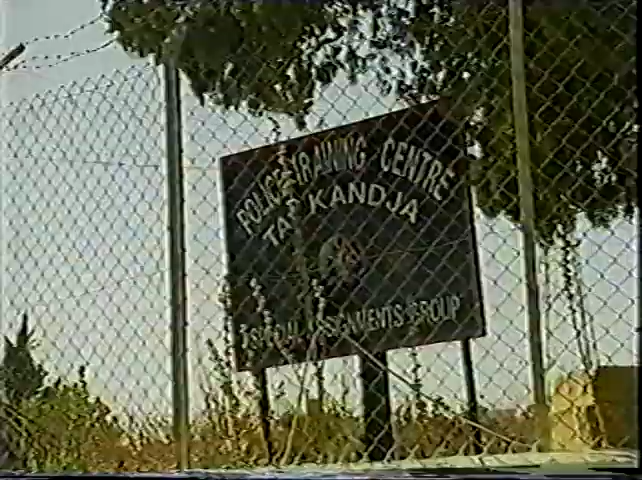 POLICE TRAINING CENTRE
TA' KANDJA
SPECIAL ASSIGNMENTS GROUP